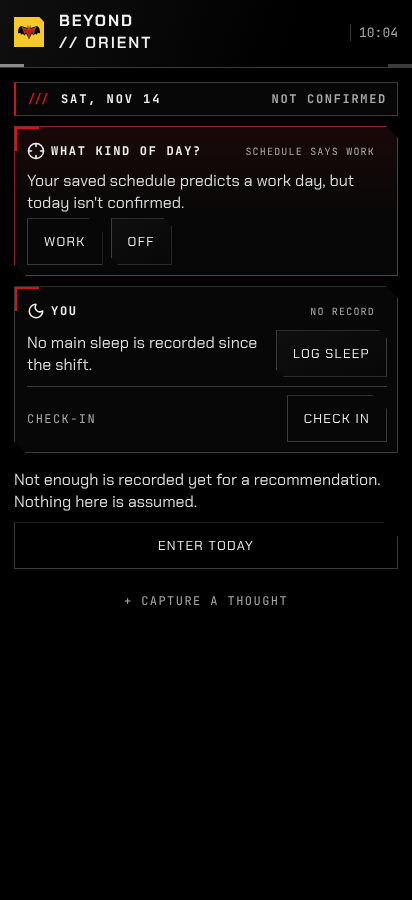 BEYOND
// ORIENT
10:04
/// SAT, NOV 14
NOT CONFIRMED
WHAT KIND OF DAY?
SCHEDULE SAYS WORK
Your saved schedule predicts a work day, but
today isn't confirmed.
WORK
OFF
YOU
NO RECORD
No main sleep is recorded since
the shift.
LOG SLEEP
CHECK-IN
CHECK IN
Not enough is recorded yet for a recommendation.
Nothing here is assumed.
ENTER TODAY
+ CAPTURE A THOUGHT